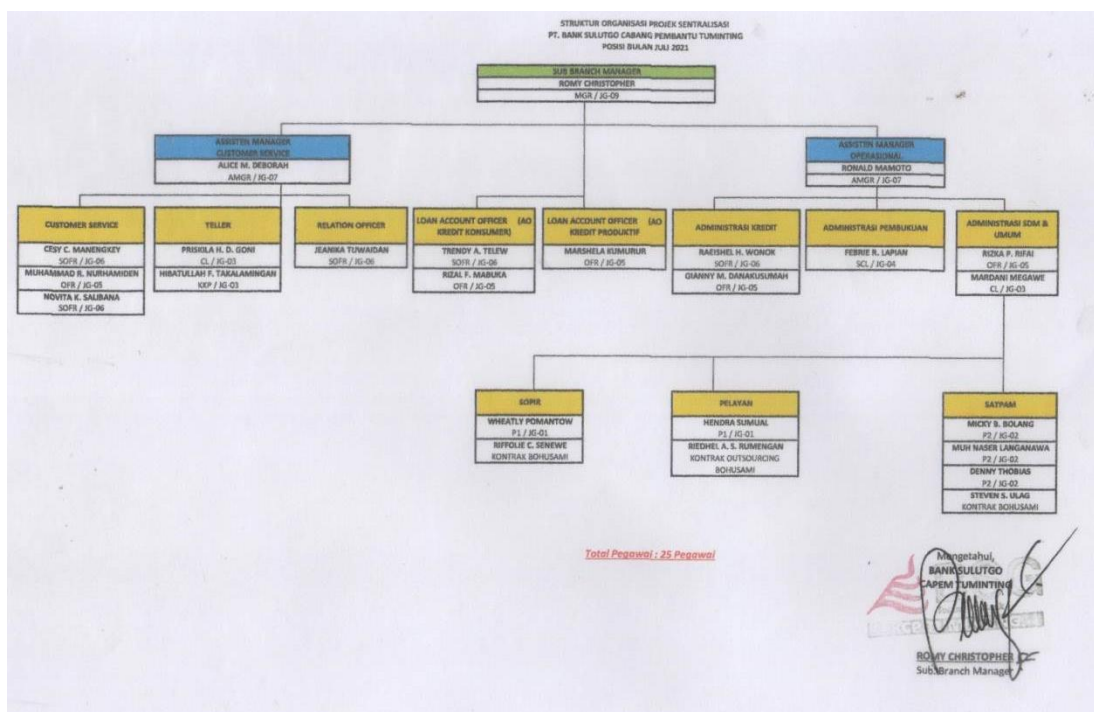 STRUKTUR ORGANISASI PROJEK SENTRALISASI
PT. BANK SULUTGO CABANG PEMBANTU TUMINTING
POSISI BULAN JULI 2021
SUB BRANCH MANAGER
ROMY CHRISTOPHER
MGR / JG-09
ASSISTEN MANAGER
CUSTOMER SERVICE
ALICE M. DEBORAH
AMGR / JG-07
ASSISTEN MANAGER
OPERASIONAL
RONALD MAMOTO
AMGR / JG-07
CUSTOMER SERVICE
CESY C. MANENGKEY
SOFR / JG-06
MUHAMMAD R. NURHAMIDEN
OFR / JG-05
NOVITA K. SALIBANA
SOFR / JG-06
TELLER
PRISKILA H. D. GONI
CL / JG-03
HIBATULLAH F. TAKALAMINGAN
KKP / JG-03
RELATION OFFICER
JEANIKA TUWAIDAN
SOFR / JG-06
LOAN ACCOUNT OFFICER (AO
KREDIT KONSUMER)
TRENDY A. TELEW
SOFR / JG-06
RIZAL F. MABUKA
OFR / JG-05
LOAN ACCOUNT OFFICER (AO
KREDIT PRODUCTIF
MARSHELA KUMURUR
OFR / JG-05
ADMINISTRASI KREDIT
RAEISHEL H. WONOK
SOFR / JG-06
GIANNY M. DANAKUSUMAH
OFR / JG-05
ADMINISTRASI PEMBUKUAN
FEBRIE R. LAPIAN
SCL / JG-04
ADMINISTRASI SDM &
UMUM
RIZKA P. RIFAI
OFR / JG-05
MARDANI MEGAWE
CL / JG-03
SOPIR
WHEATLY POMANTOW
P1 / JG-01
RIFFOLIE C. SENEWE
KONTRAK BOHUSAMI
PELAYAN
HENDRA SUMUAL
P1 / JG-01
RIEDHEL A. S. RUMENGAN
KONTRAK OUTSOURCING
BOHUSAMI
SATPAM
MICKY B. BOLANG
P2 / JG-02
MUH NASER LANGANAWA
P2 / JG-02
DENNY THOBIAS
P2 / JG-02
STEVEN S. ULAG
KONTRAK BOHUSAMI
Total Pegawai : 25 Pegawai
Mengetahui,
BANK SULUTGO
CAPEM TUMINTING
ROMY CHRISTOPHER
Sub. Branch Manager